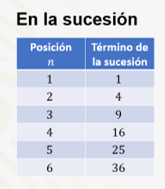 En la sucesión
Posición Término de
n la sucesión
1 1
2 4
3 9
4 16
5 25
6 36